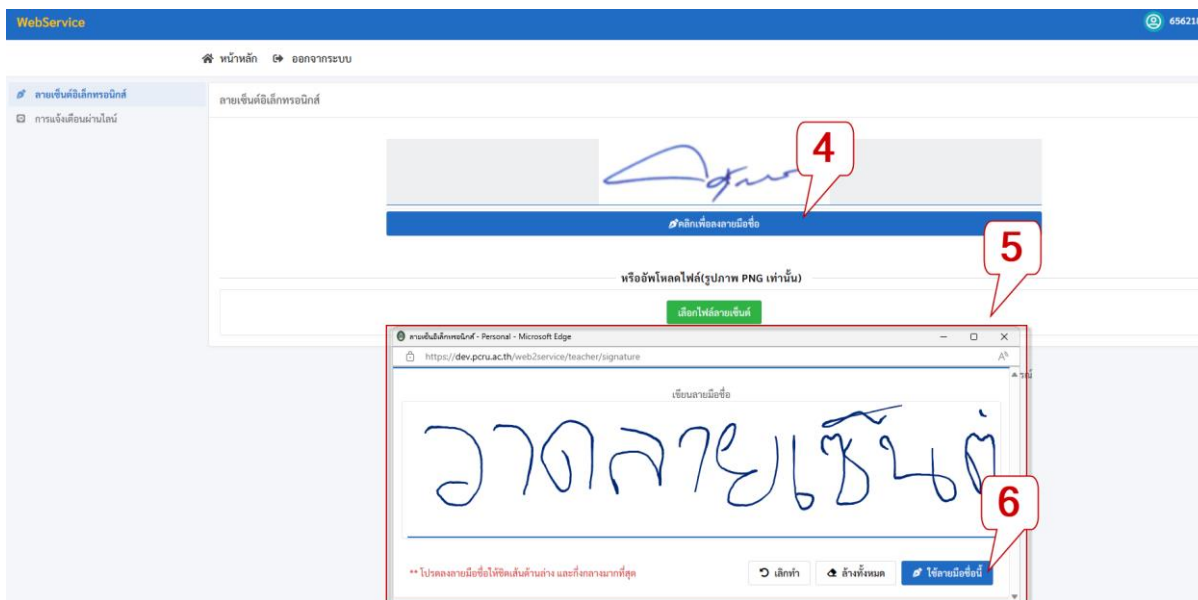 WebService
65621
หน้าหลัก ออกจากระบบ
ลายเซ็นต์อิเล็กทรอนิกส์
การแจ้งเตือนผ่านไลน์
ลายเซ็นต์อิเล็กทรอนิกส์
4
คลิกเพื่อลงลายมือชื่อ
5
หรืออัพโหลดไฟล์(รูปภาพ PNG เท่านั้น)
เลือกไฟล์ลายเซ็นต์
ลายเซ็นอิเล็กทรอนิกส์ - Personal - Microsoft Edge
https://dev.pcru.ac.th/web2service/teacher/signature
เขียนลายมือชื่อ
วาดลายเซ็นต์
6
** โปรดลงลายมือชื่อให้ชิดเส้นด้านล่าง และกึ่งกลางมากที่สุด
เลิกทำ ล้างทั้งหมด ใช้ลายมือชื่อนี้